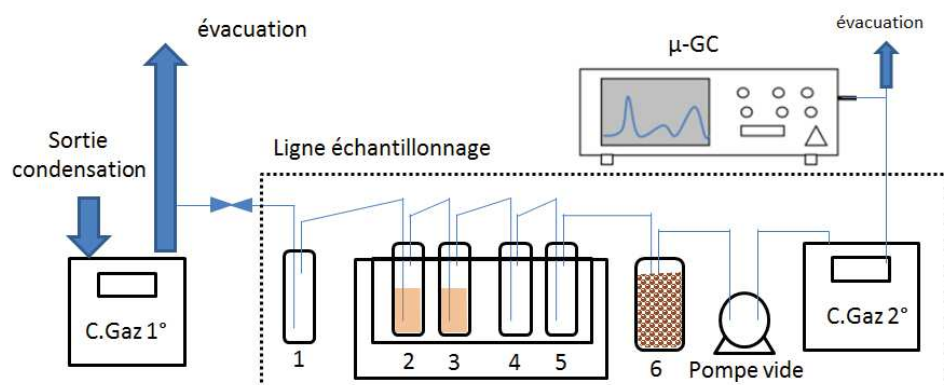 évacuation
évacuation
μ-GC
Sortie
condensation
Ligne échantillonnage
C.Gaz 1°
C.Gaz 2°
1
2
3
4
5
6
Pompe vide